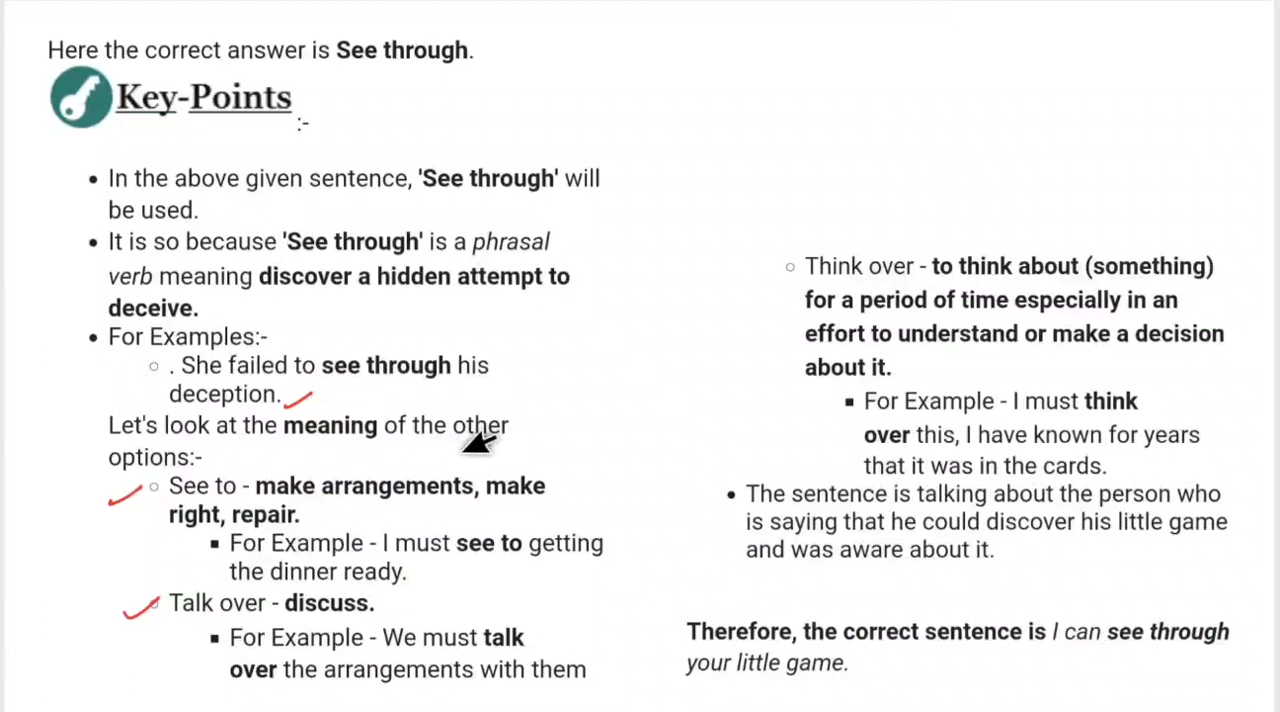 Here the correct answer is See through.
Key-Points
:-
• In the above given sentence, 'See through' will
be used.
• It is so because 'See through' is a phrasal
verb meaning discover a hidden attempt to
deceive.
• For Examples:-
○ . She failed to see through his
deception.
Let's look at the meaning of the other
options:-
○ See to - make arrangements, make
right, repair.
▪ For Example - I must see to getting
the dinner ready.
○ Talk over - discuss.
▪ For Example - We must talk
over the arrangements with them
○ Think over - to think about (something)
for a period of time especially in an
effort to understand or make a decision
about it.
▪ For Example - I must think
over this, I have known for years
that it was in the cards.
• The sentence is talking about the person who
is saying that he could discover his little game
and was aware about it.
Therefore, the correct sentence is I can see through
your little game.